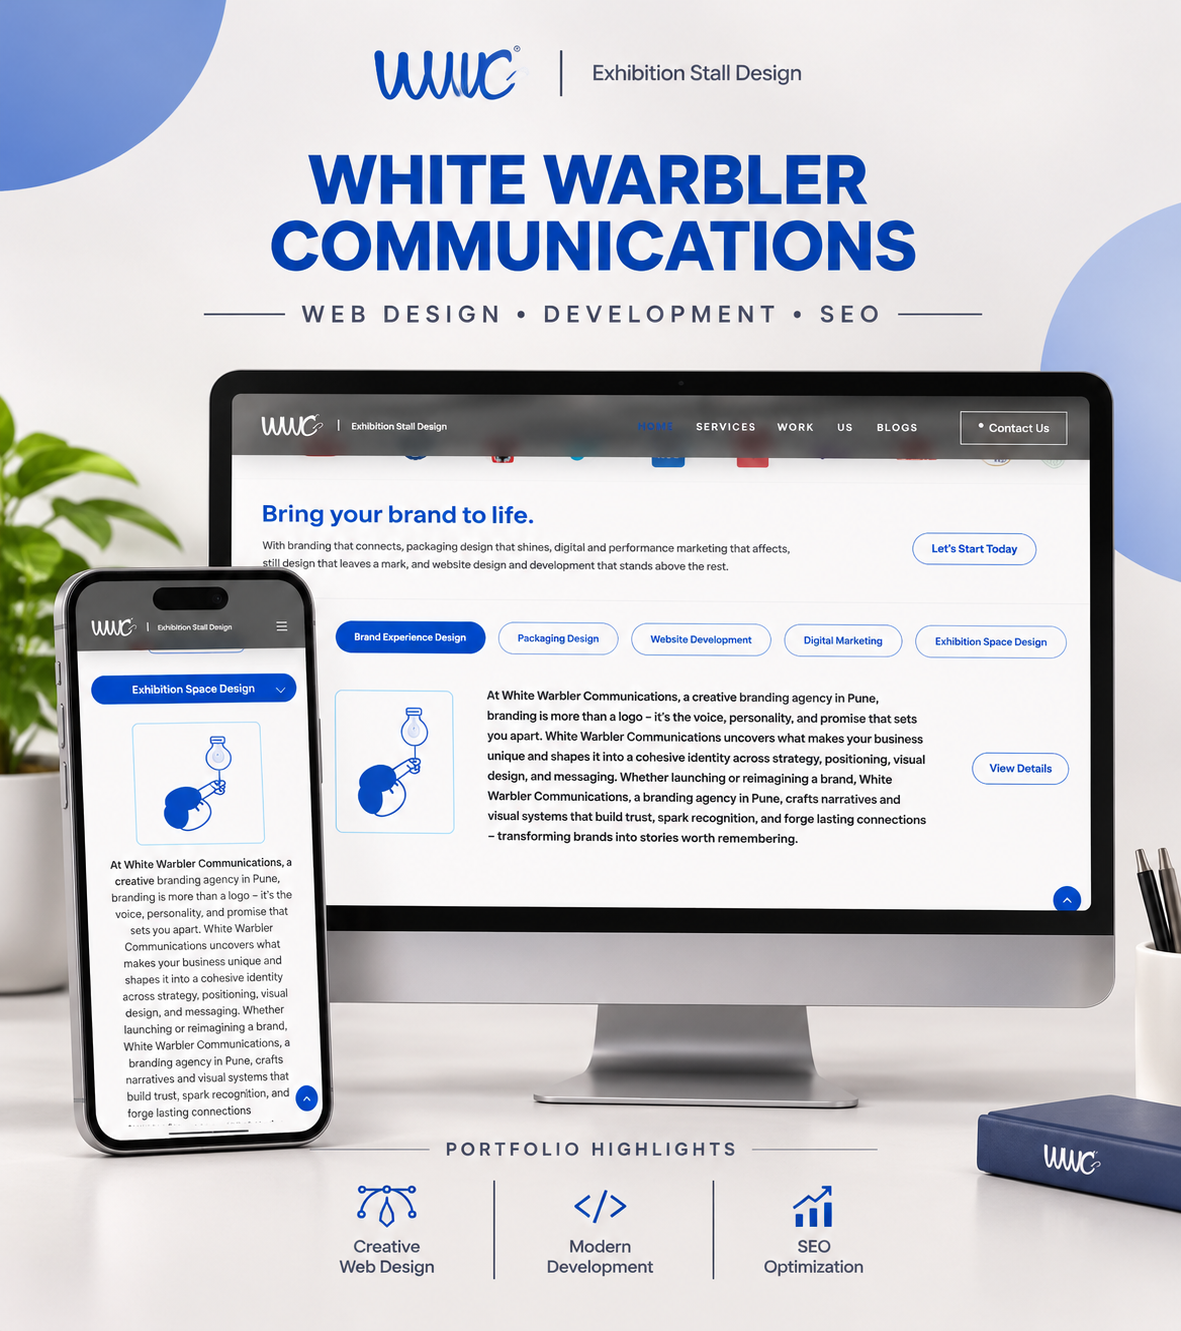 wwc®
Exhibition Stall Design
WHITE WARBLER
COMMUNICATIONS
WEB DESIGN • DEVELOPMENT • SEO
wwc
Exhibition Stall Design
HOME
SERVICES
WORK
US
BLOGS
Contact Us
Bring your brand to life.
With branding that connects, packaging design that shines, digital and performance marketing that affects,
still design that leaves a mark, and website design and development that stands above the rest.
Let's Start Today
Brand Experience Design
Packaging Design
Website Development
Digital Marketing
Exhibition Space Design
At White Warbler Communications, a creative branding agency in Pune,
branding is more than a logo – it's the voice, personality, and promise that sets
you apart. White Warbler Communications uncovers what makes your business
unique and shapes it into a cohesive identity across strategy, positioning, visual
design, and messaging. Whether launching or reimagining a brand, White
Warbler Communications, a branding agency in Pune, crafts narratives and
visual systems that build trust, spark recognition, and forge lasting connections
– transforming brands into stories worth remembering.
View Details
wwc
Exhibition Stall Design
Exhibition Space Design
At White Warbler Communications, a
creative branding agency in Pune,
branding is more than a logo – it's the
voice, personality, and promise that
sets you apart. White Warbler
Communications uncovers what
makes your business unique and
shapes it into a cohesive identity
across strategy, positioning, visual
design, and messaging. Whether
launching or reimagining a brand,
White Warbler Communications, a
branding agency in Pune, crafts
narratives and visual systems that
build trust, spark recognition, and
forge lasting connections
wwc
PORTFOLIO HIGHLIGHTS
Creative
Web Design
Modern
Development
SEO
Optimization